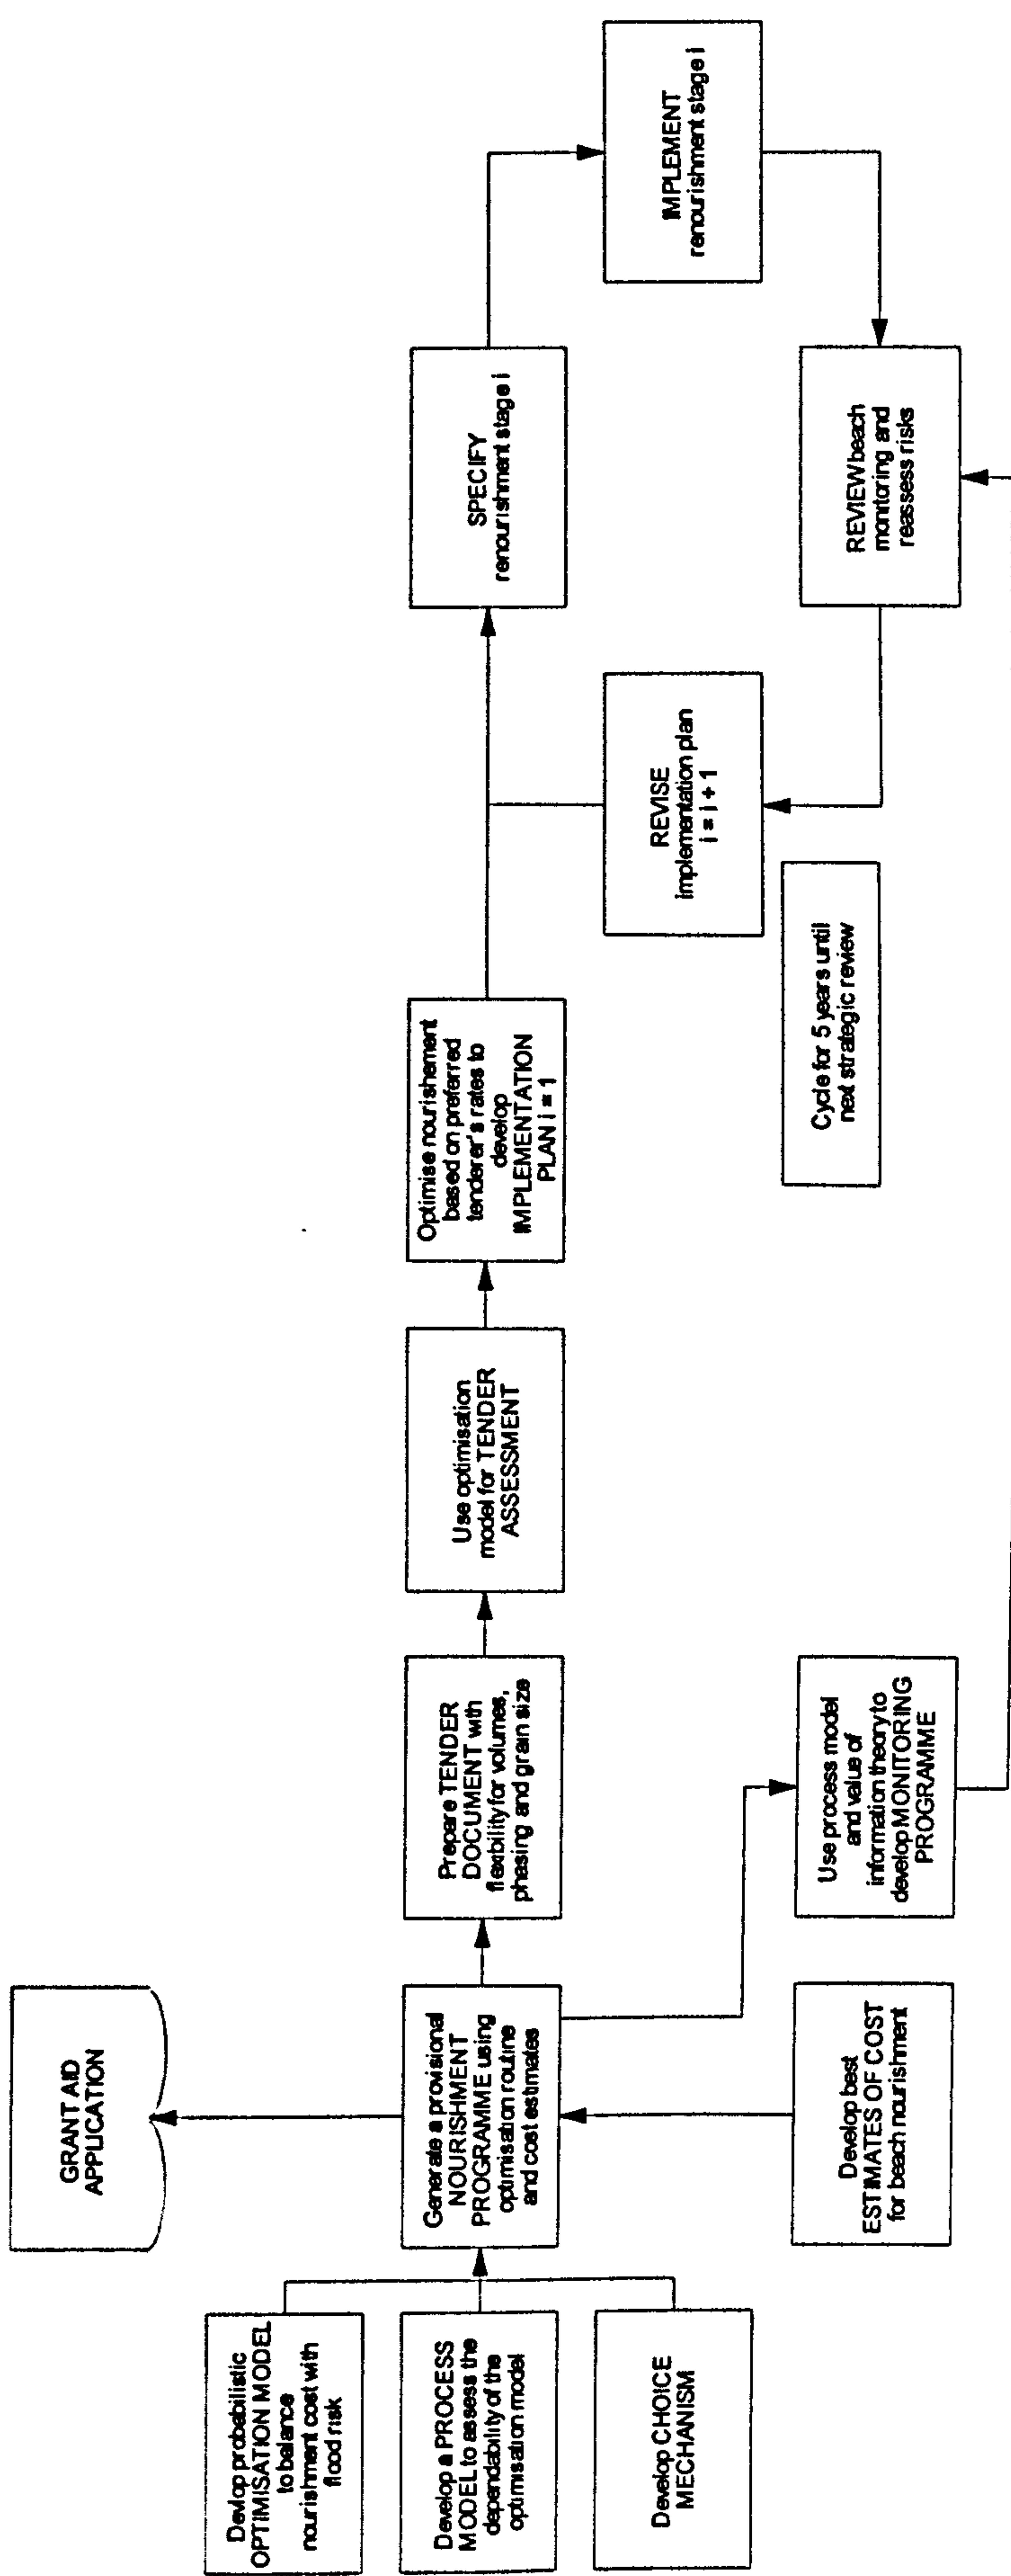 GRANT AID
APPLICATION
Devlop probabilistic
OPTIMISATION MODEL
to balance
nourishment cost with
flood risk
Develop a PROCESS
MODEL to assess the
dependability of the
optimisation model
Develop CHOICE
MECHANISM
Generate a provisional
NOURISHMENT
PROGRAMME using
optimisation routine
and cost estimates
Develop best
ESTIMATES OF COST
for beach nourishment
Prepare TENDER
DOCUMENT with
flexibility for volumes,
phasing and grain size
Use process model
and value of
information theory to
develop MONITORING
PROGRAMME
Use optimisation
model for TENDER
ASSESSMENT
Optimise nourishement
based on preferred
tenderer's rates to
develop
IMPLEMENTATION
PLAN i = 1
Cycle for 5 years until
next strategic review
REVISE
implementation plan
i = i + 1
SPECIFY
renourishment stage i
REVIEW beach
monitoring and
reassess risks
IMPLEMENT
renourishment stage i